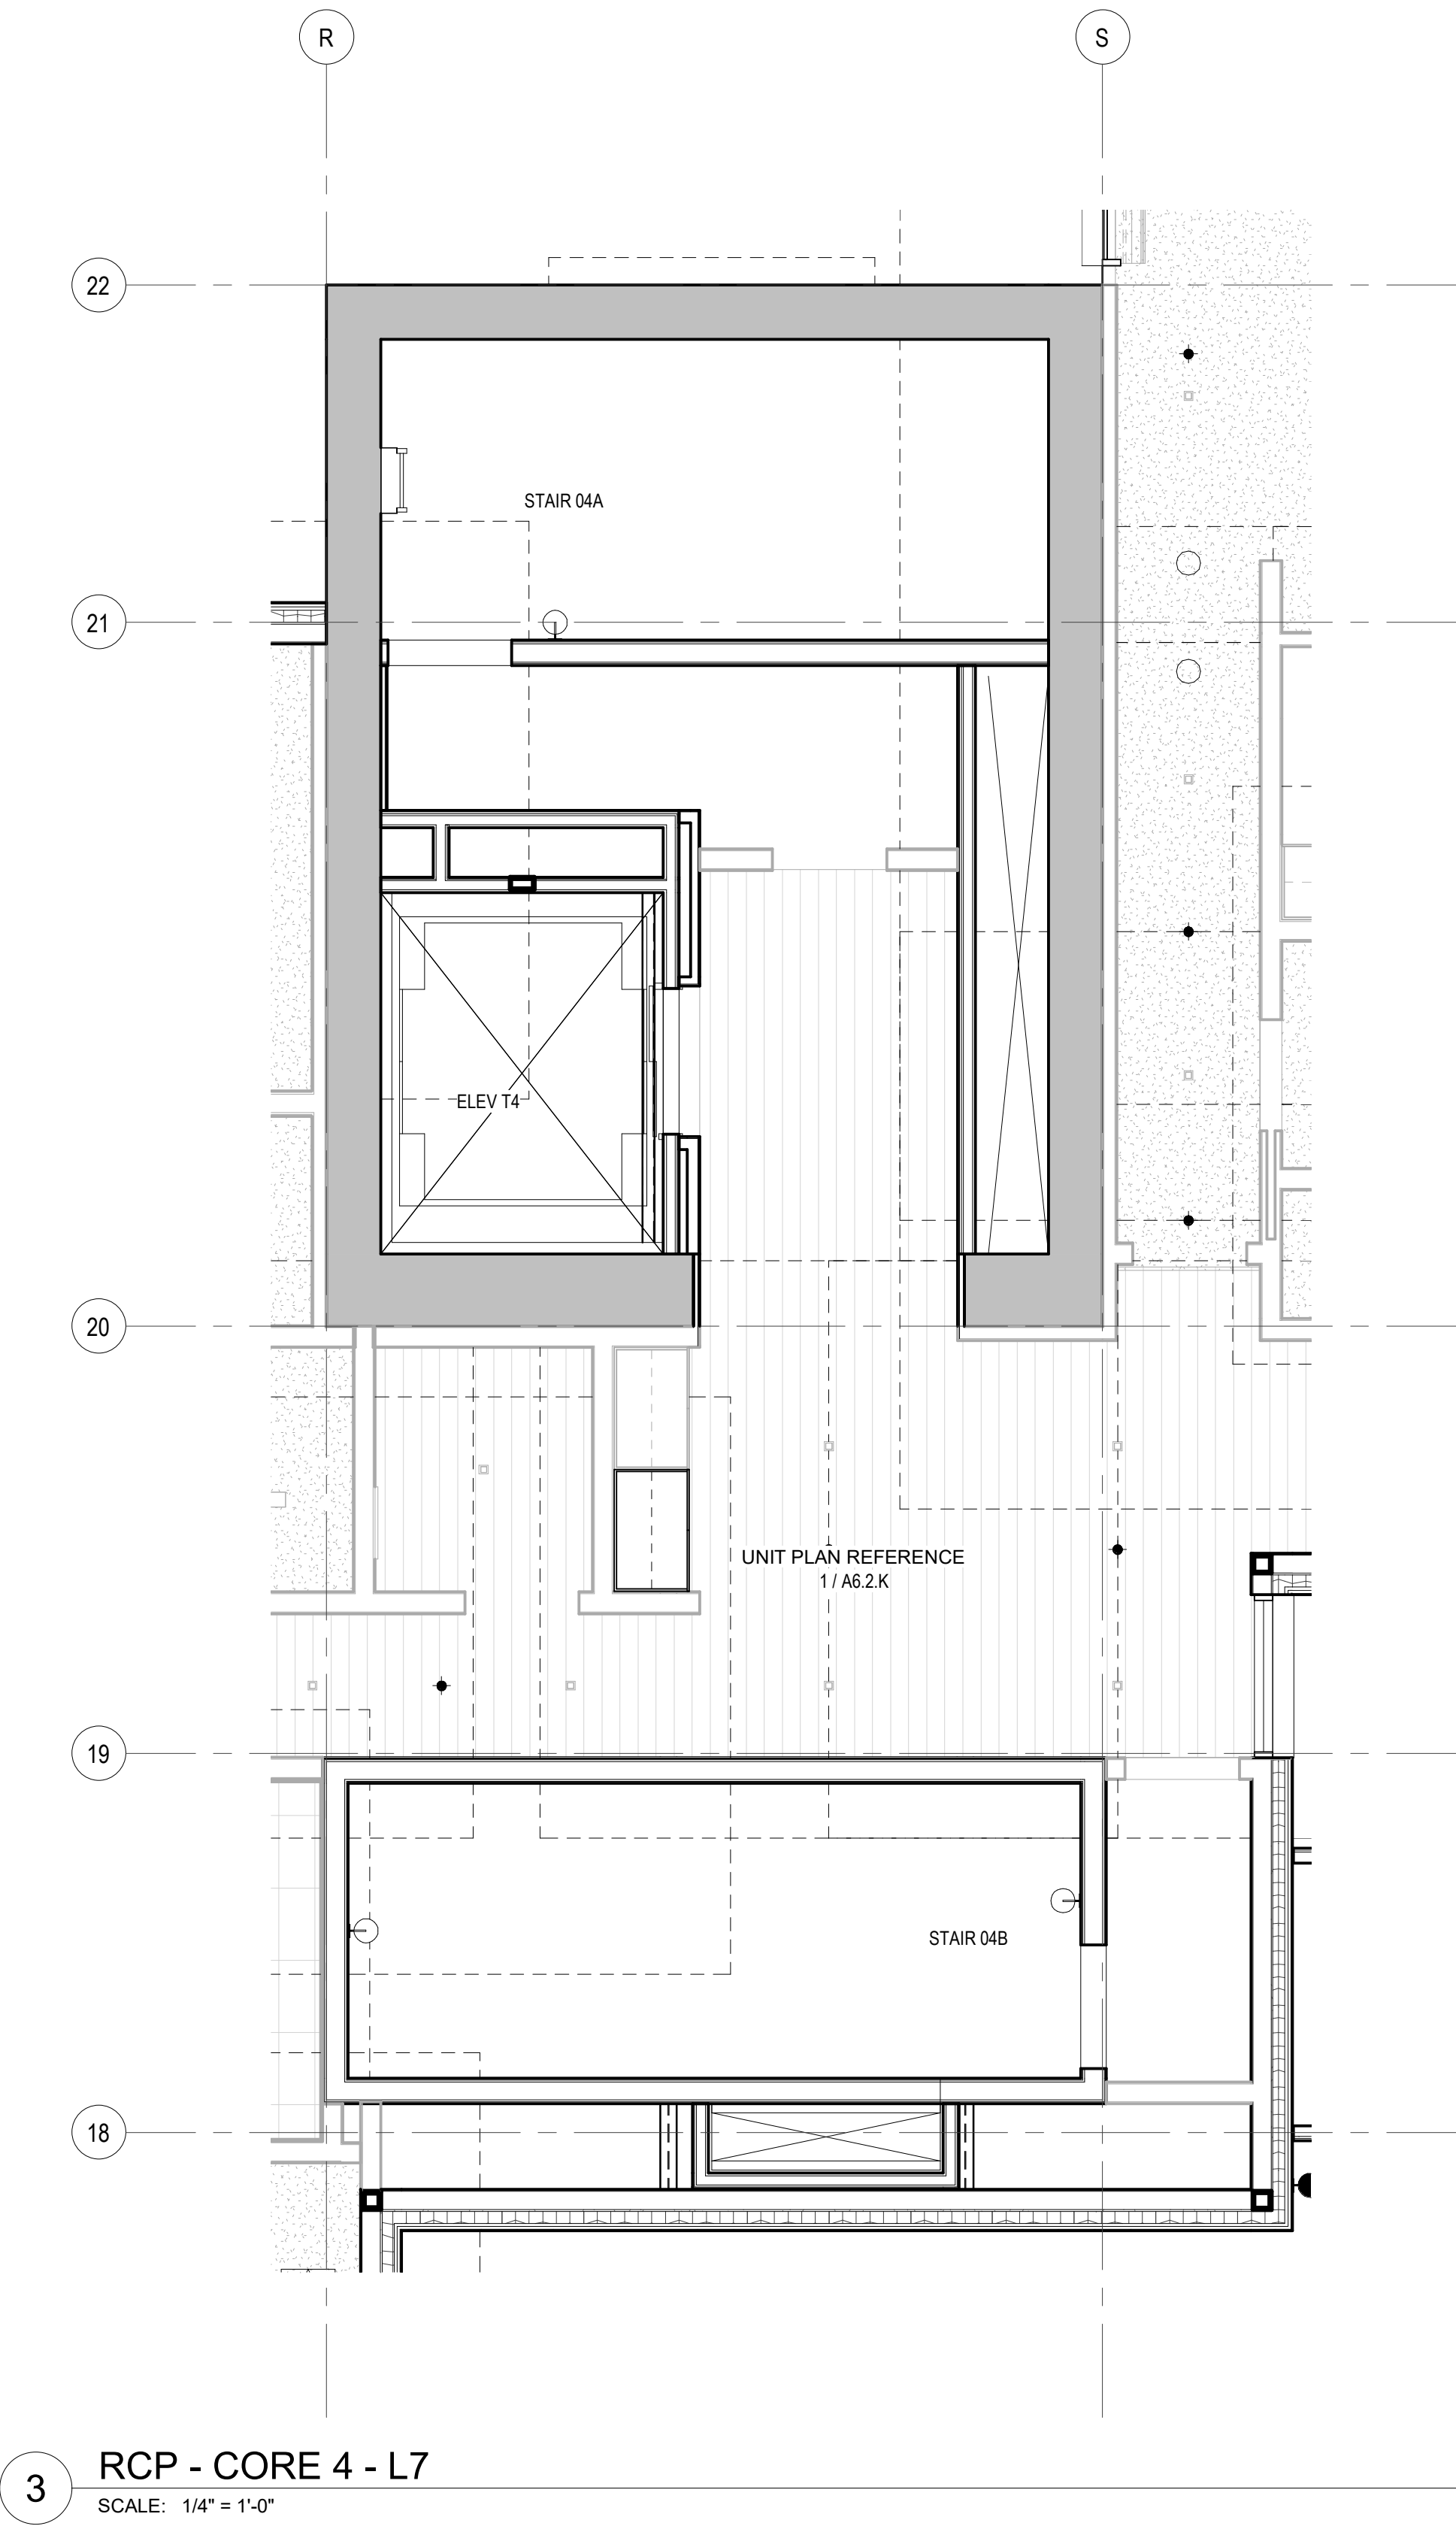 R
S
22
STAIR 04A
21
ELEV T4
20
UNIT PLAN REFERENCE
1 / A6.2.K
19
STAIR 04B
18
3
RCP - CORE 4 - L7
SCALE: 1/4" = 1'-0"